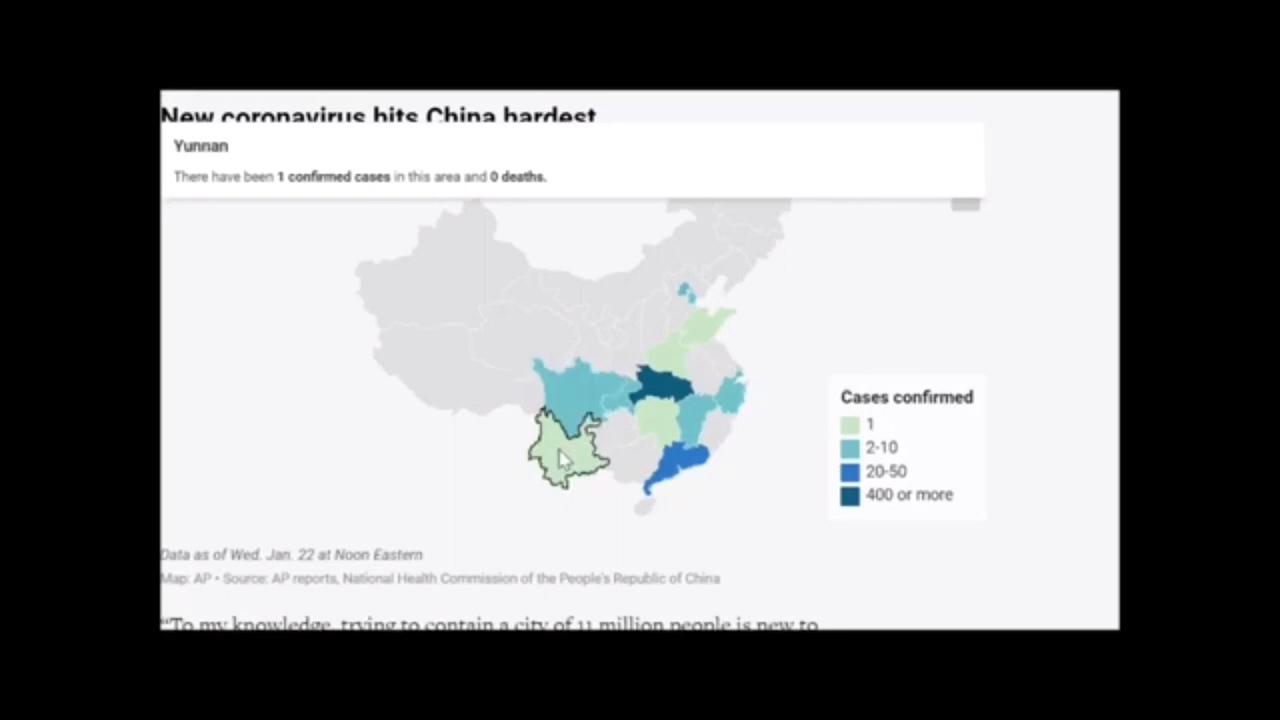 New coronavirus hits China hardest
Yunnan
There have been 1 confirmed cases in this area and 0 deaths.
Cases confirmed
1
2-10
20-50
400 or more
Data as of Wed. Jan. 22 at Noon Eastern
Map: AP • Source: AP reports, National Health Commission of the People's Republic of China
“To my knowledge, trying to contain a city of 11 million people is new to